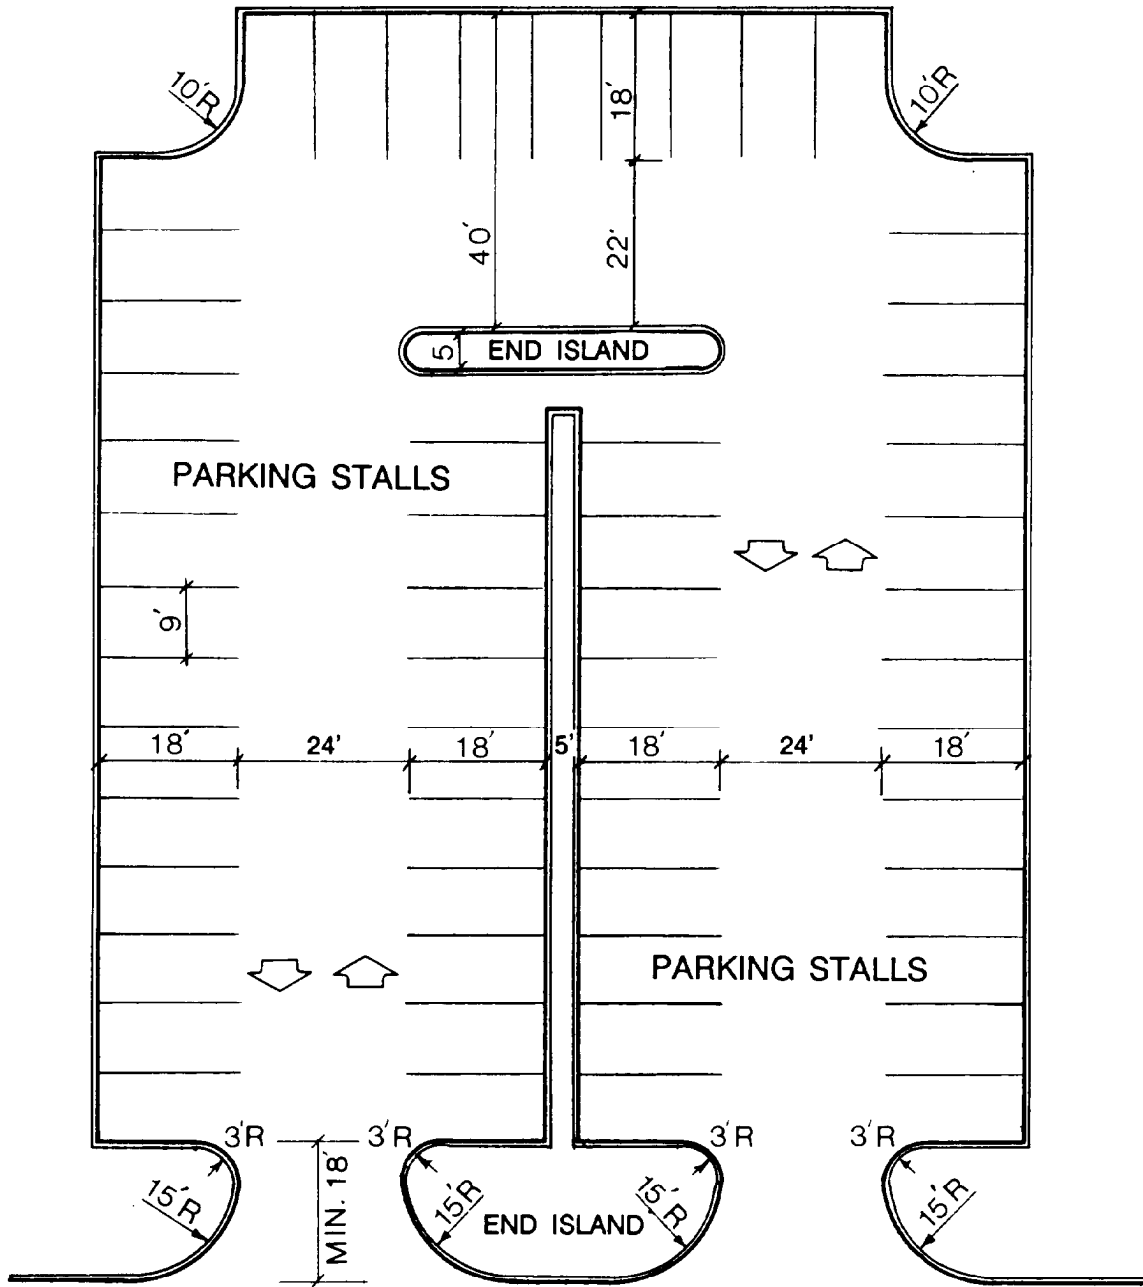 10'R
18'
10'R
40'
22'
5'
END ISLAND
PARKING STALLS
9'
18'
24'
18'
5'
18'
24'
18'
PARKING STALLS
3'R
3'R
3'R
3'R
15'R
MIN. 18'
15'R
END ISLAND
15'R
15'R